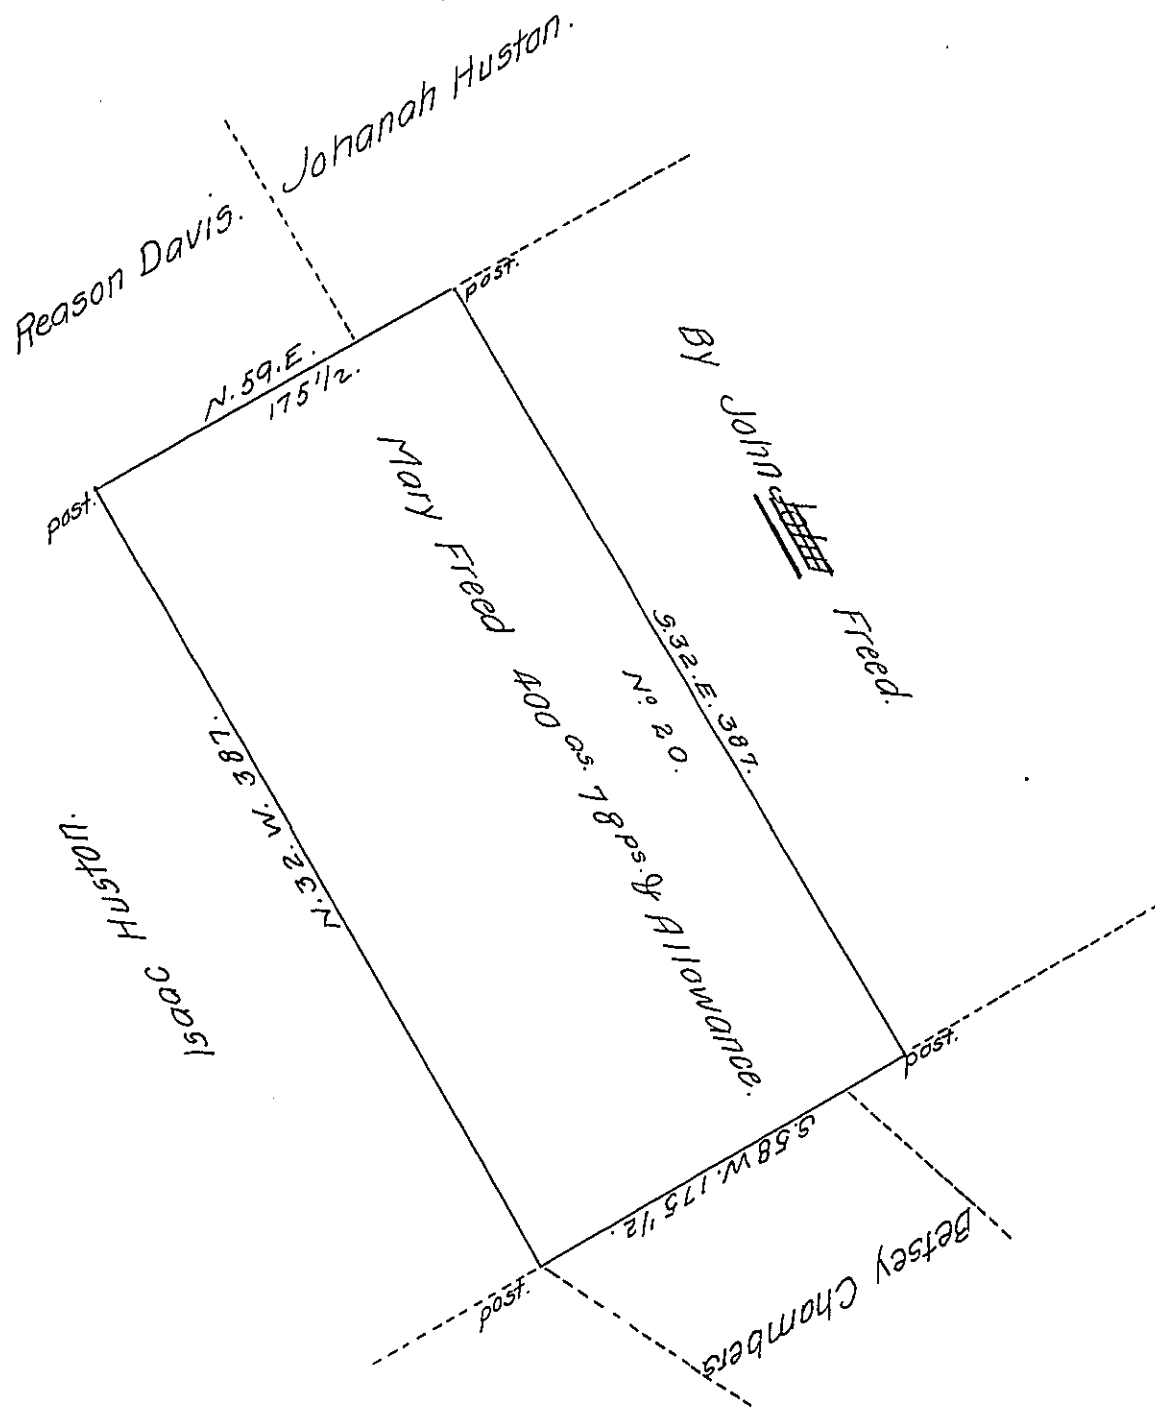 Johanah Huston.
Reason Davis.
post.
N.59.E.
175 1/2.
post.
By John Freed.
Mary Freed 400 as. 78 ps. & Allowance.
No 20.
S.32.E. 387.
N.32.W. 387.
Isaac Huston.
post.
S.58 W. 175 1/2.
post.
Betsey Chambers